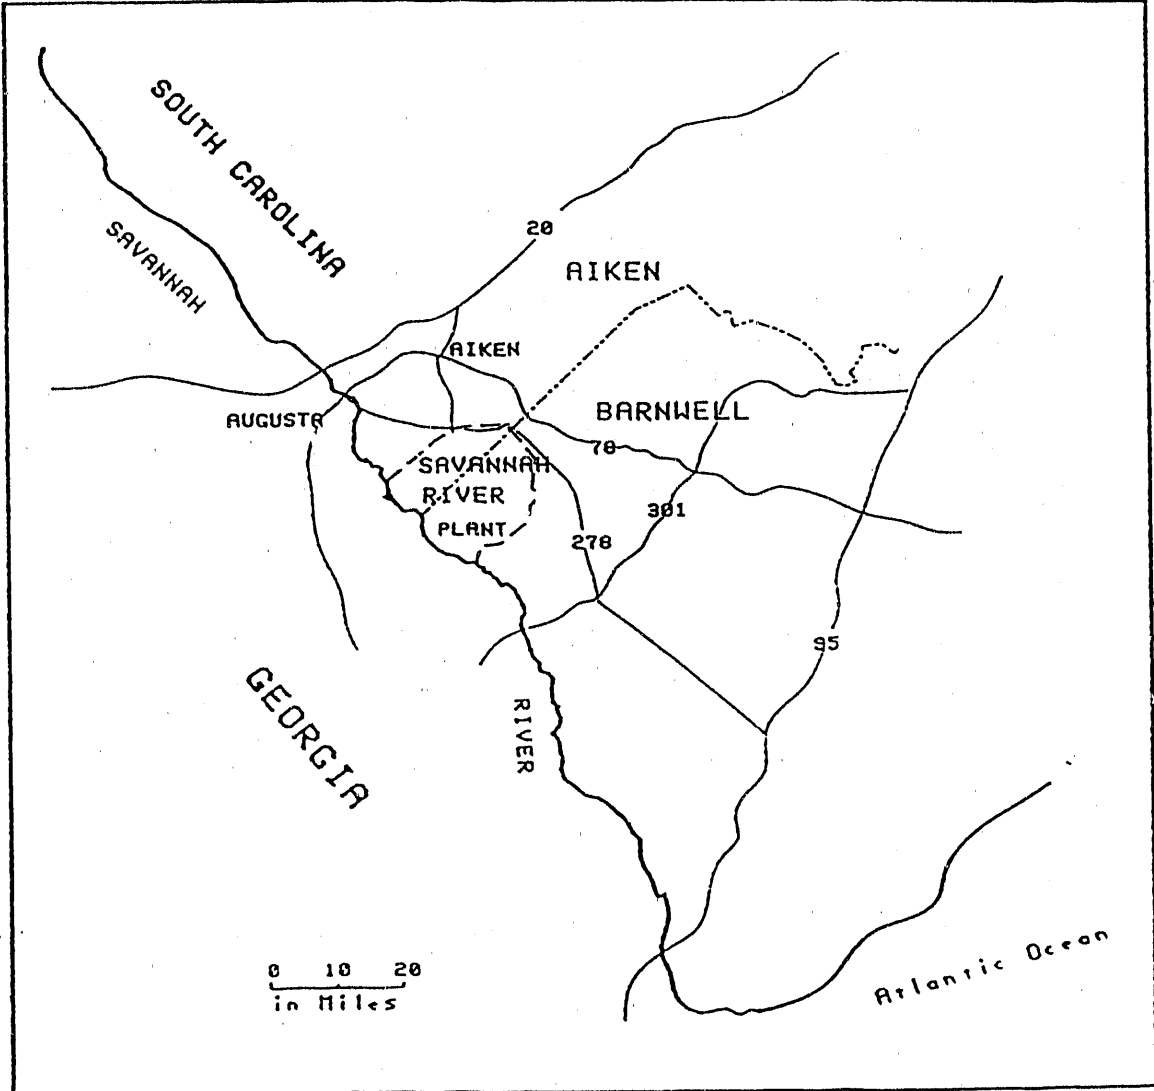 SOUTH CAROLINA
SAVANNAH
20
AIKEN
AIKEN
AUGUSTA
BARNWELL
78
SAVANNAH
RIVER
PLANT
301
278
95
GEORGIA
RIVER
0 10 20
in Miles
Atlantic Ocean